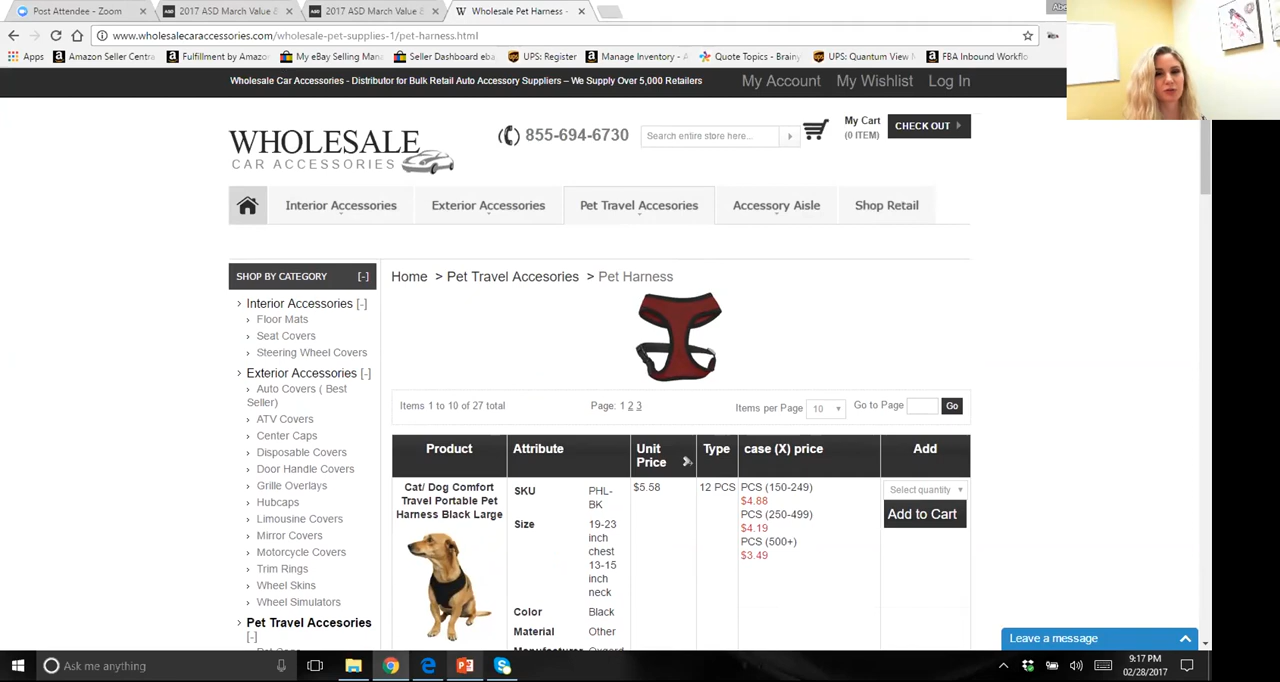 Post Attendee - Zoom
2017 ASD March Value &
2017 ASD March Value &
Wholesale Pet Harness -
www.wholesalecaraccessories.com/wholesale-pet-supplies-1/pet-harness.html
Apps
Amazon Seller Centra
Fulfillment by Amazon
My eBay Selling Mana
Seller Dashboard eba
UPS: Register
Manage Inventory - A
Quote Topics - Brainy
UPS: Quantum View N
FBA Inbound Workflo
Wholesale Car Accessories - Distributor for Bulk Retail Auto Accessory Suppliers – We Supply Over 5,000 Retailers
My Account
My Wishlist
Log In
WHOLESALE
CAR ACCESSORIES
855-694-6730
Search entire store here...
My Cart
(0 ITEM)
CHECK OUT
Interior Accessories
Exterior Accessories
Pet Travel Accesories
Accessory Aisle
Shop Retail
SHOP BY CATEGORY [-]
Interior Accessories [-]
Floor Mats
Seat Covers
Steering Wheel Covers
Exterior Accessories [-]
Auto Covers ( Best
Seller)
ATV Covers
Center Caps
Disposable Covers
Door Handle Covers
Grille Overlays
Hubcaps
Limousine Covers
Mirror Covers
Motorcycle Covers
Trim Rings
Wheel Skins
Wheel Simulators
Pet Travel Accesories
[-]
Home > Pet Travel Accesories > Pet Harness
Items 1 to 10 of 27 total
Page: 1 2 3
Items per Page 10
Go to Page
Go
Product
Attribute
Unit
Price
Type
case (X) price
Add
Cat/ Dog Comfort
Travel Portable Pet
Harness Black Large
SKU
PHL-
BK
Size
19-23
inch
chest
13-15
inch
neck
Color
Black
Material
Other
$5.58
12 PCS
PCS (150-249)
$4.88
PCS (250-499)
$4.19
PCS (500+)
$3.49
Select quantity
Add to Cart
Leave a message
Ask me anything
9:17 PM
02/28/2017